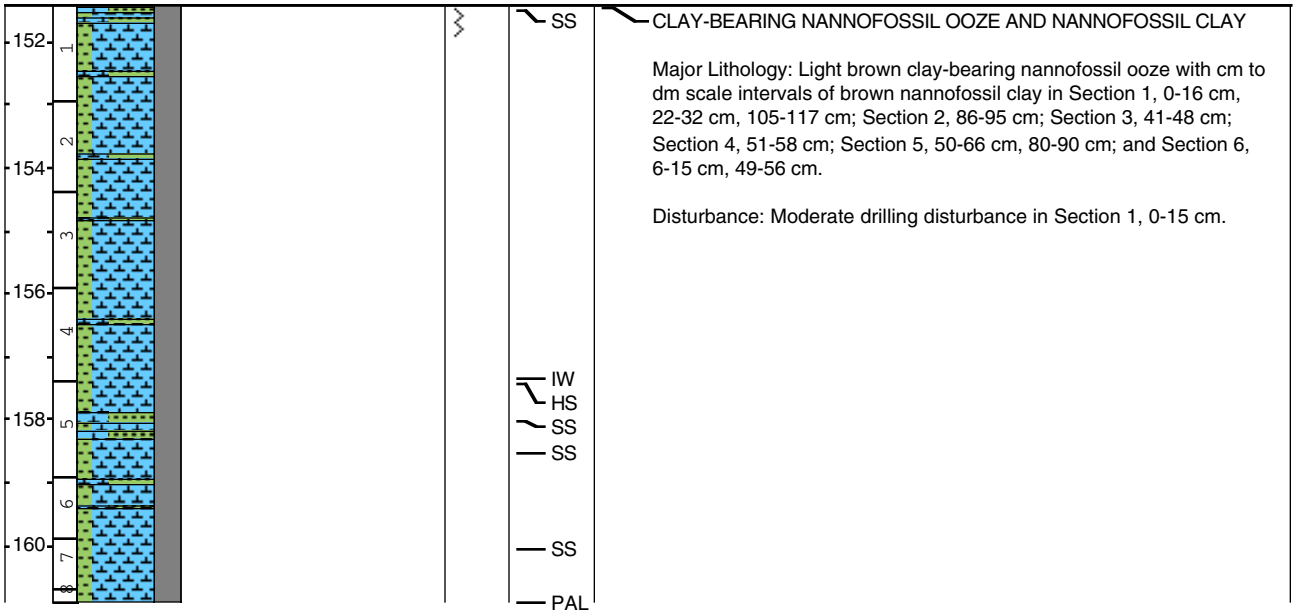 152
154
156
158
160
1
2
3
4
5
6
7
8
SS
IW
HS
SS
SS
SS
PAL
CLAY-BEARING NANNOFOSSIL OOZE AND NANNOFOSSIL CLAY
Major Lithology: Light brown clay-bearing nannofossil ooze with cm to
dm scale intervals of brown nannofossil clay in Section 1, 0-16 cm,
22-32 cm, 105-117 cm; Section 2, 86-95 cm; Section 3, 41-48 cm;
Section 4, 51-58 cm; Section 5, 50-66 cm, 80-90 cm; and Section 6,
6-15 cm, 49-56 cm.
Disturbance: Moderate drilling disturbance in Section 1, 0-15 cm.